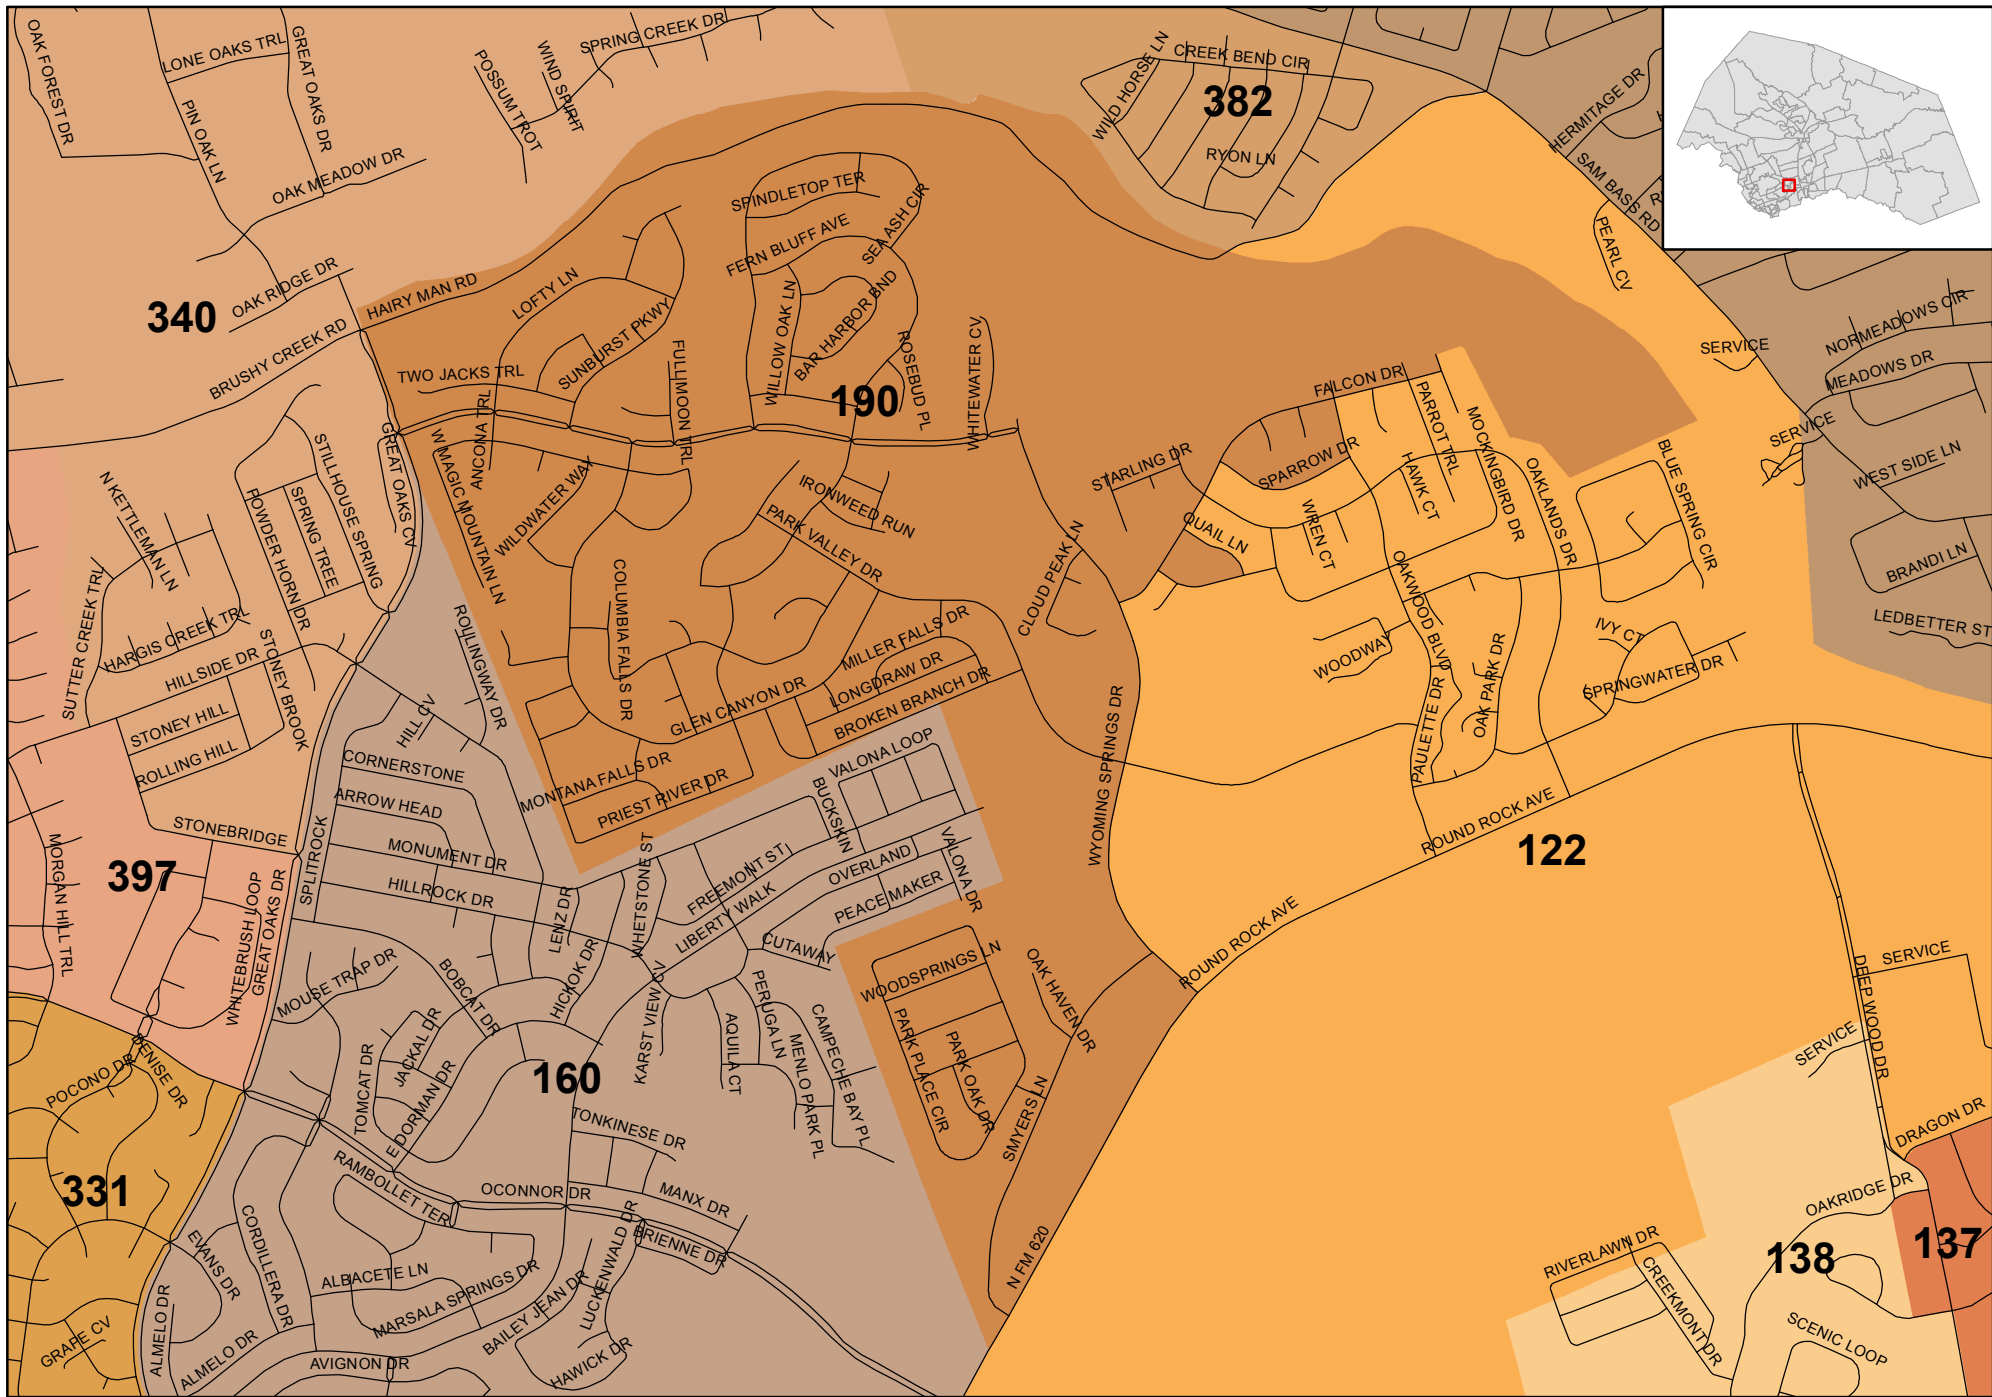 OAK FOREST DR
LONE OAKS TRL
GREAT OAKS DR
PIN OAK LN
OAK MEADOW DR
POSSUM TROT
WIND SPIRIT
SPRING CREEK DR
WILD HORSE LN
CREEK BEND CIR
382
RYON LN
HERMITAGE DR
SAM BASS RD
PEARL CV
340
OAK RIDGE DR
BRUSHY CREEK RD
HAIRY MAN RD
LOFTY LN
SPINDLETOP TER
FERN BLUFF AVE
SEA ASH CIR
WILLOW OAK LN
BAR HARBOR BND
ROSEBUD PL
WHITEWATER CV
TWO JACKS TRL
SUNBURST PKWY
FULLMOON TRL
190
ANCONA TRL
W MAGIC MOUNTAIN LN
WILDWATER WAY
GREAT OAKS CV
STILLHOUSE SPRING
SPRING TREE
POWDER HORN DR
N KETTLEMAN LN
SUTTER CREEK TRL
HARGIS CREEK TRL
HILLSIDE DR
STONEY BROOK
STONEY HILL
ROLLING HILL
STONEBRIDGE
IRONWEED RUN
PARK VALLEY DR
COLUMBIA FALLS DR
CLOUD PEAK LN
MILLER FALLS DR
LONGDRAW DR
BROKEN BRANCH DR
GLEN CANYON DR
MONTANA FALLS DR
PRIEST RIVER DR
ROLLINGWAY DR
FALCON DR
PARROT TRL
MOCKINGBIRD DR
STARLING DR
SPARROW DR
QUAIL LN
WREN CT
HAWK CT
OAKLANDS DR
BLUE SPRING CIR
OAKWOOD BLVD
WOODWAY
PAULETTE DR
OAK PARK DR
IVY CT
SPRINGWATER DR
SERVICE
SERVICE
NORMEADOWS CIR
MEADOWS DR
WEST SIDE LN
BRANDI LN
LEDBETTER ST
WYOMING SPRINGS DR
ROUND ROCK AVE
122
ROUND ROCK AVE
397
MORGAN HILL TRL
WHITEBRUSH LOOP
GREAT OAKS DR
SPLITROCK
HILL CV
CORNERSTONE
ARROW HEAD
MONUMENT DR
HILLROCK DR
LENZ DR
HICKOK DR
WHETSTONE ST
FREEMONT ST
LIBERTY WALK
BUCKSKIN
VALONA LOOP
OVERLAND
PEACE MAKER
VALONA DR
CUTAWAY
KARST VIEW CV
AQUILA CT
PERUGA LN
MENLO PARK PL
CAMPECHE BAY PL
MOUSE TRAP DR
BOBCAT DR
JACKAL DR
TOMCAT DR
E DORMAN DR
160
TONKINESE DR
OCONNOR DR
MANX DR
BRIENNE DR
RAMBOLLET TER
LUCKENWALD DR
ALBACETE LN
MARSALA SPRINGS DR
BAILEY JEAN DR
HAWICK DR
AVIGNON DR
CORDILLERA DR
EVANS DR
ALMELO DR
ALMELO DR
331
POCONO DR
DENISE DR
GRAPE CV
WOODSPRINGS LN
OAK HAVEN DR
PARK PLACE CIR
PARK OAK DR
SMYERS LN
N FM 620
DEEP WOOD DR
SERVICE
SERVICE
DRAGON DR
OAKRIDGE DR
137
138
RIVERLAWN DR
CREEKMONT DR
SCENIC LOOP